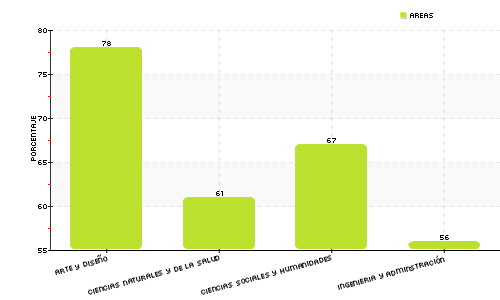 AREAS
PORCENTAJE
80
75
70
65
60
55
78
61
67
56
ARTE Y DISEÑO
CIENCIAS NATURALES Y DE LA SALUD
CIENCIAS SOCIALES Y HUMANIDADES
INGENIERIA Y ADMINISTRACIÓN